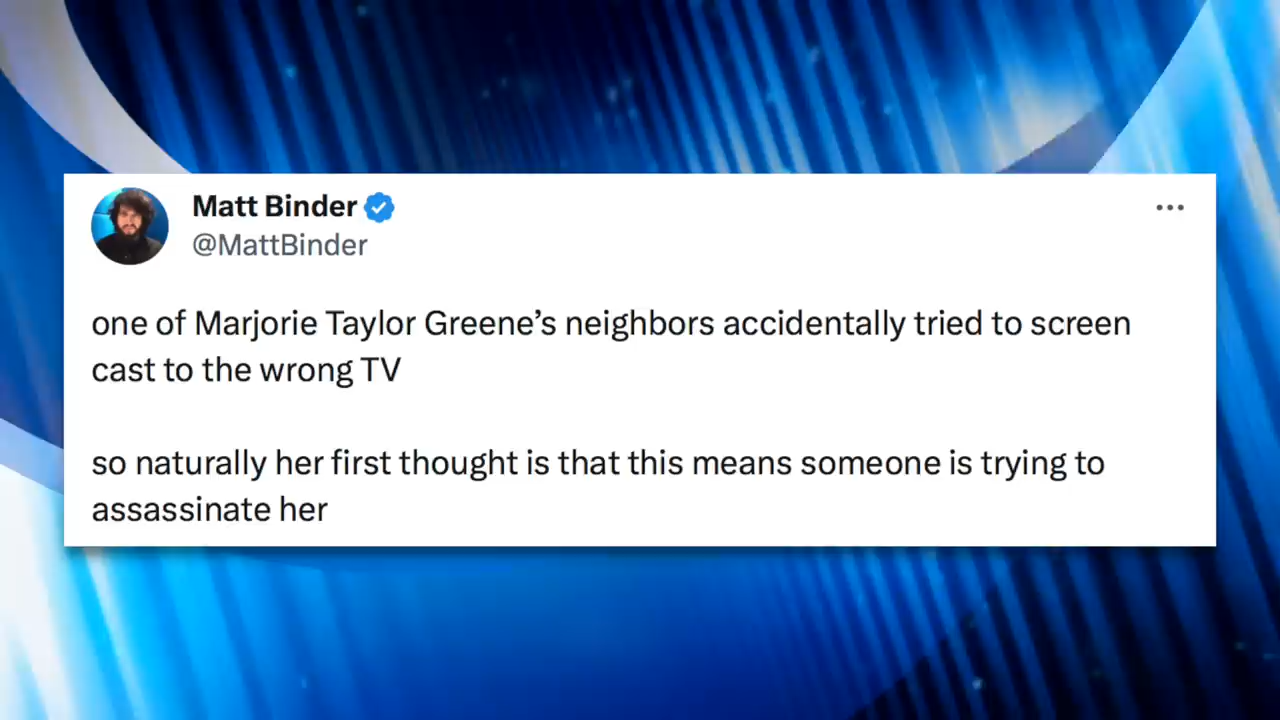 Matt Binder
@MattBinder
one of Marjorie Taylor Greene’s neighbors accidentally tried to screen
cast to the wrong TV
so naturally her first thought is that this means someone is trying to
assassinate her